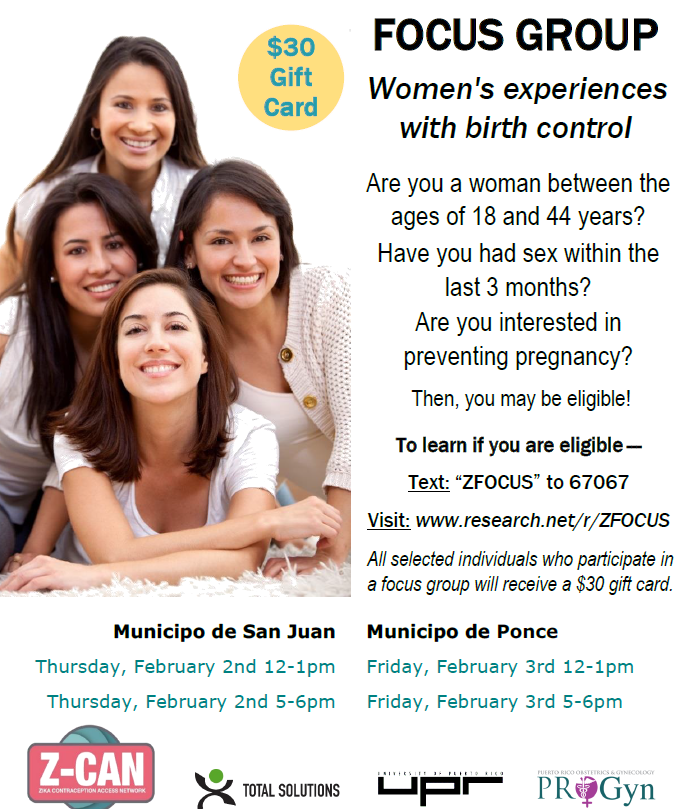 $30
Gift
Card
FOCUS GROUP
Women's experiences
with birth control
Are you a woman between the
ages of 18 and 44 years?
Have you had sex within the
last 3 months?
Are you interested in
preventing pregnancy?
Then, you may be eligible!
To learn if you are eligible—
Text: “ZFOCUS” to 67067
Visit: www.research.net/r/ZFOCUS
All selected individuals who participate in
a focus group will receive a $30 gift card.
Municipo de San Juan
Thursday, February 2nd 12-1pm
Thursday, February 2nd 5-6pm
Municipo de Ponce
Friday, February 3rd 12-1pm
Friday, February 3rd 5-6pm
Z-CAN
ZIKA CONTRACEPTION ACCESS NETWORK
TOTAL SOLUTIONS
UNIVERSITY OF PUERTO RICO
upr
PUERTO RICO OBSTETRICS & GYNECOLOGY
PROGyn